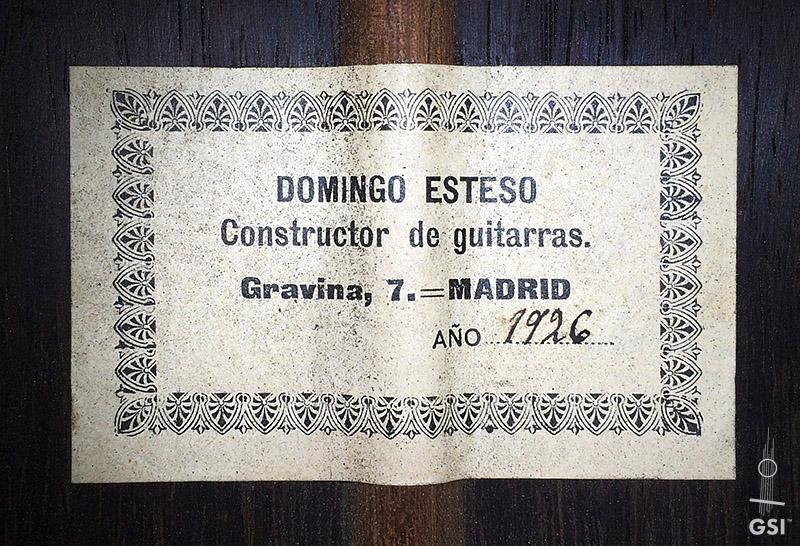 DOMINGO ESTESO
Constructor de guitarras.
Gravina, 7.=MADRID
AÑO 1926
GSI